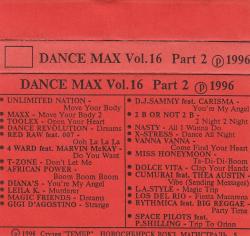 DANCE MAX Vol.16 Part 2 ℗1996
DANCE MAX Vol.16 Part 2 ℗1996
UNLIMITED NATION -
Move Your Body
MAXX - Move Your Body 2
TOOLEX - Open Your Heart
DANCE REVOLUTION - Dreams
RED RAW feat. 007 -
Ooh La La La
4 WARD feat. MARVIN McKAY -
Do You Want
T-ZONE - Don't Let Me
AFRICAN POWER -
Boom Boom Boom
DIANA'S - You're My Angel
LEILA K. - Murderer
MAGIC FRIENDS - Dreams
GIGI D'AGOSTINO - Strange
D.J.SAMMY feat. CARISMA -
You're My Angel
2 B OR NOT 2 B -
2 Night 2 Night
NASTY - All I Wanna Do
X-STRESS - Dance All Night
VANNA VANNA -
Come Find Your Heart
MISS HONEYMOON -
Ta-Di-Di-Boom
DOLCE VITA - Clip Your Hands
CUMURAI feat. THEA AUSTIN -
Vibe (Sending Messages)
L.A.STYLE - Magic Trip
LOS DEL RIO - Fiesta Macarena
RYTHMICA feat. BIG REGGAE -
Party Time
SPACE PILOTS feat.
P.SHILLING - Trip To Orion
℗1996 Студия "ТЕМБР"